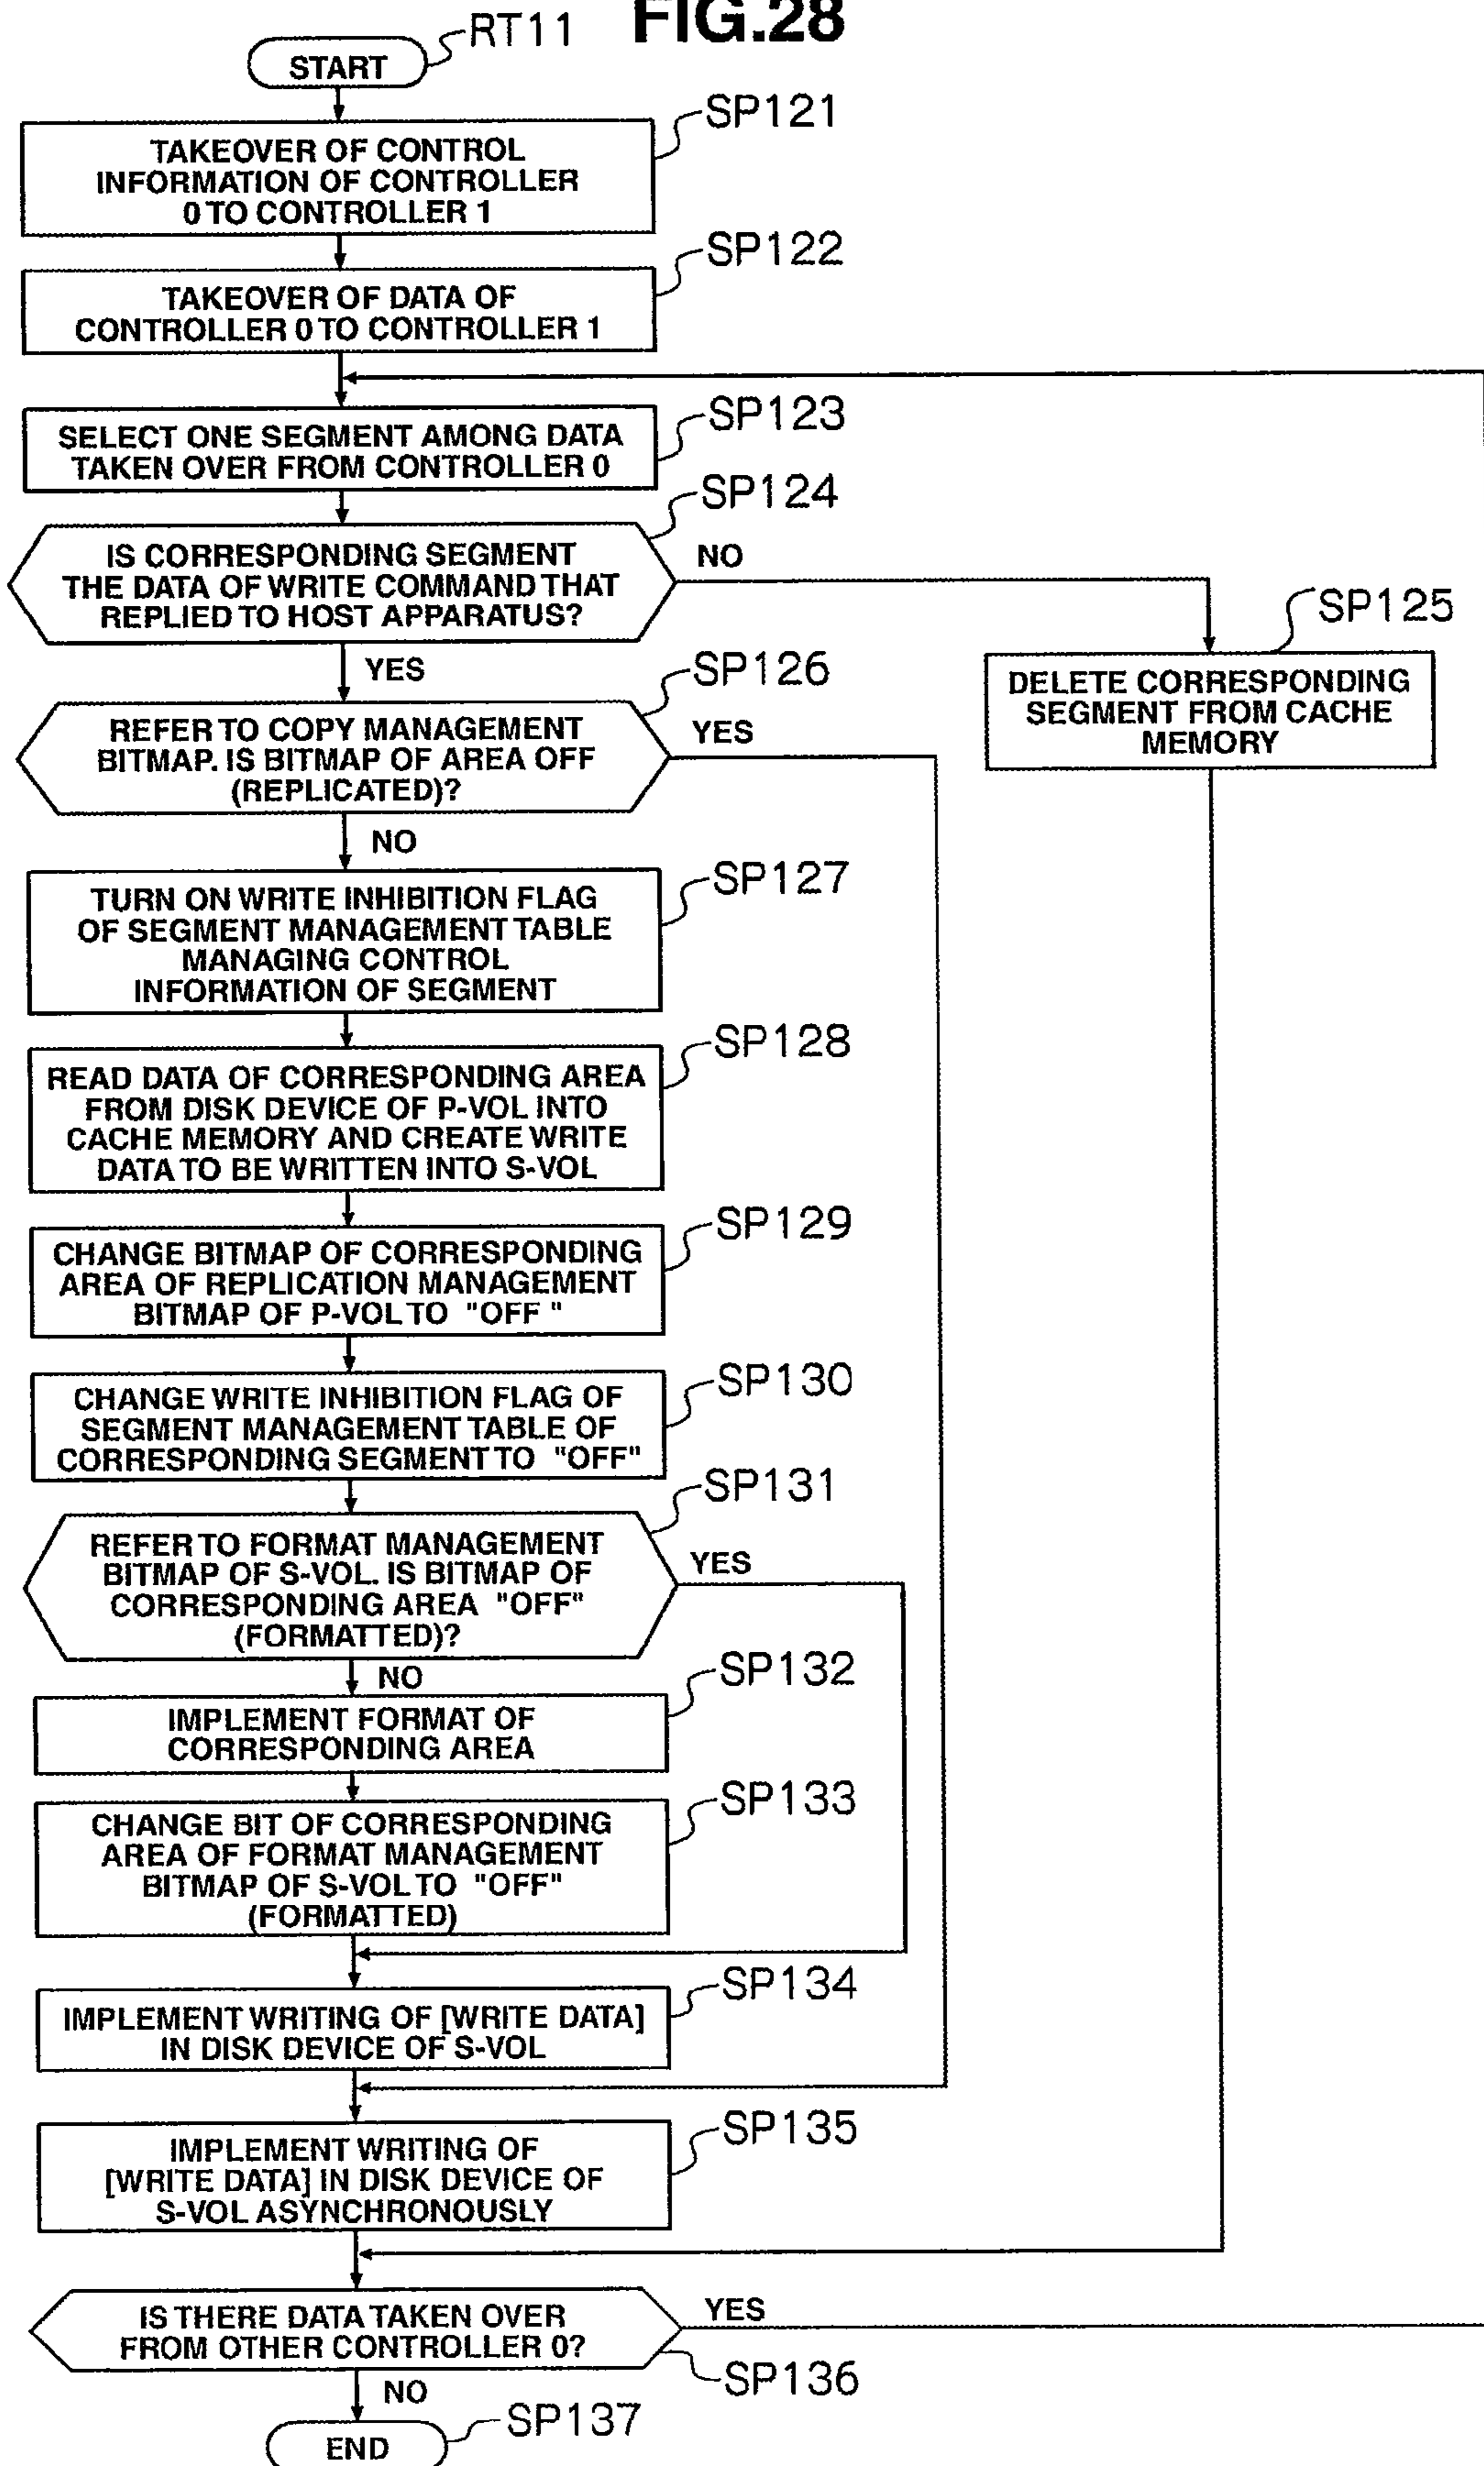 FIG.28
RT11
START
SP121
TAKEOVER OF CONTROL
INFORMATION OF CONTROLLER
0 TO CONTROLLER 1
SP122
TAKEOVER OF DATA OF
CONTROLLER 0 TO CONTROLLER 1
SP123
SELECT ONE SEGMENT AMONG DATA
TAKEN OVER FROM CONTROLLER 0
SP124
IS CORRESPONDING SEGMENT
THE DATA OF WRITE COMMAND THAT
REPLIED TO HOST APPARATUS?
NO
SP125
DELETE CORRESPONDING
SEGMENT FROM CACHE
MEMORY
YES
SP126
REFER TO COPY MANAGEMENT
BITMAP. IS BITMAP OF AREA OFF
(REPLICATED)?
YES
NO
SP127
TURN ON WRITE INHIBITION FLAG
OF SEGMENT MANAGEMENT TABLE
MANAGING CONTROL
INFORMATION OF SEGMENT
SP128
READ DATA OF CORRESPONDING AREA
FROM DISK DEVICE OF P-VOL INTO
CACHE MEMORY AND CREATE WRITE
DATA TO BE WRITTEN INTO S-VOL
SP129
CHANGE BITMAP OF CORRESPONDING
AREA OF REPLICATION MANAGEMENT
BITMAP OF P-VOL TO "OFF "
SP130
CHANGE WRITE INHIBITION FLAG OF
SEGMENT MANAGEMENT TABLE OF
CORRESPONDING SEGMENT TO "OFF"
SP131
REFER TO FORMAT MANAGEMENT
BITMAP OF S-VOL. IS BITMAP OF
CORRESPONDING AREA "OFF"
(FORMATTED)?
YES
NO
SP132
IMPLEMENT FORMAT OF
CORRESPONDING AREA
SP133
CHANGE BIT OF CORRESPONDING
AREA OF FORMAT MANAGEMENT
BITMAP OF S-VOL TO "OFF"
(FORMATTED)
SP134
IMPLEMENT WRITING OF [WRITE DATA]
IN DISK DEVICE OF S-VOL
SP135
IMPLEMENT WRITING OF
[WRITE DATA] IN DISK DEVICE OF
S-VOL ASYNCHRONOUSLY
IS THERE DATA TAKEN OVER
FROM OTHER CONTROLLER 0?
YES
SP136
NO
SP137
END